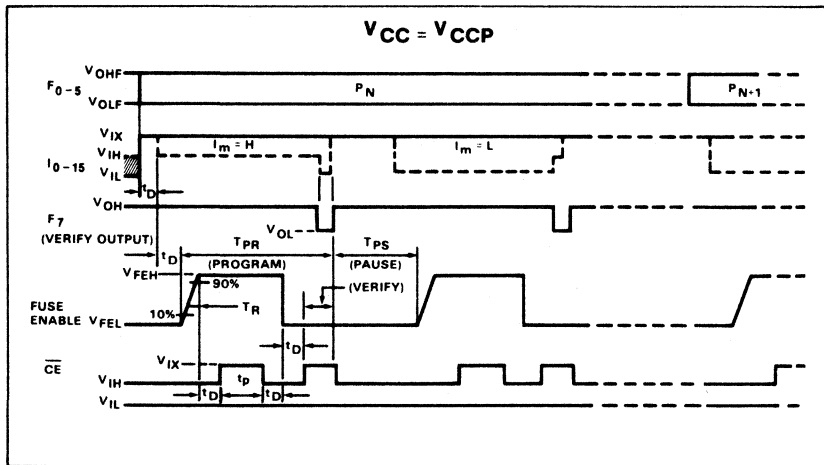 VCC = VCCP
F0-5
VOHF
VOLF
PN
PN+1
I0-15
VIX
VIH
VIL
Im = H
Im = L
tD
F7
(VERIFY OUTPUT)
VOH
VOL
tD
TPR
(PROGRAM)
TPS
(PAUSE)
(VERIFY)
FUSE
ENABLE
VFEH
90%
10%
TR
VFEL
tD
CE
VIX
VIH
VIL
tD
tp
tD